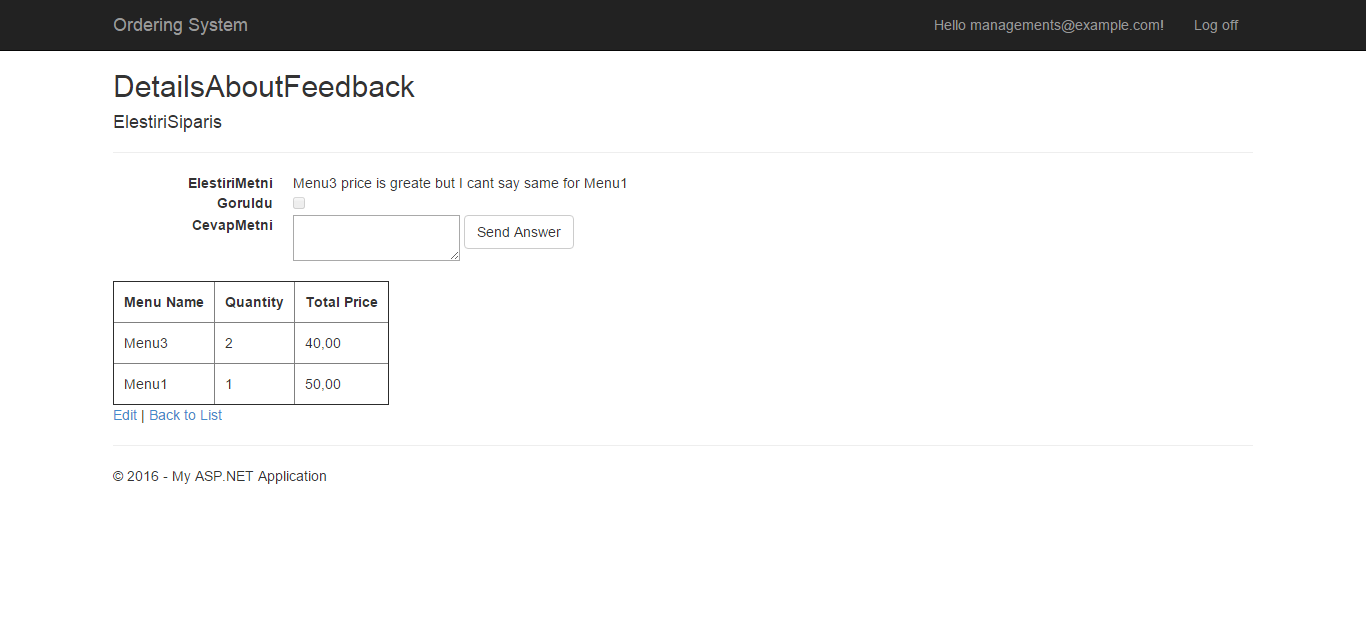 Ordering System Hello managements@example.com! Log off
DetailsAboutFeedback
ElestiriSiparis
ElestiriMetni Menu3 price is greate but I cant say same for Menu1
Goruldu
CevapMetni Send Answer
Menu Name Quantity Total Price
Menu3 2 40,00
Menu1 1 50,00
Edit | Back to List
© 2016 - My ASP.NET Application